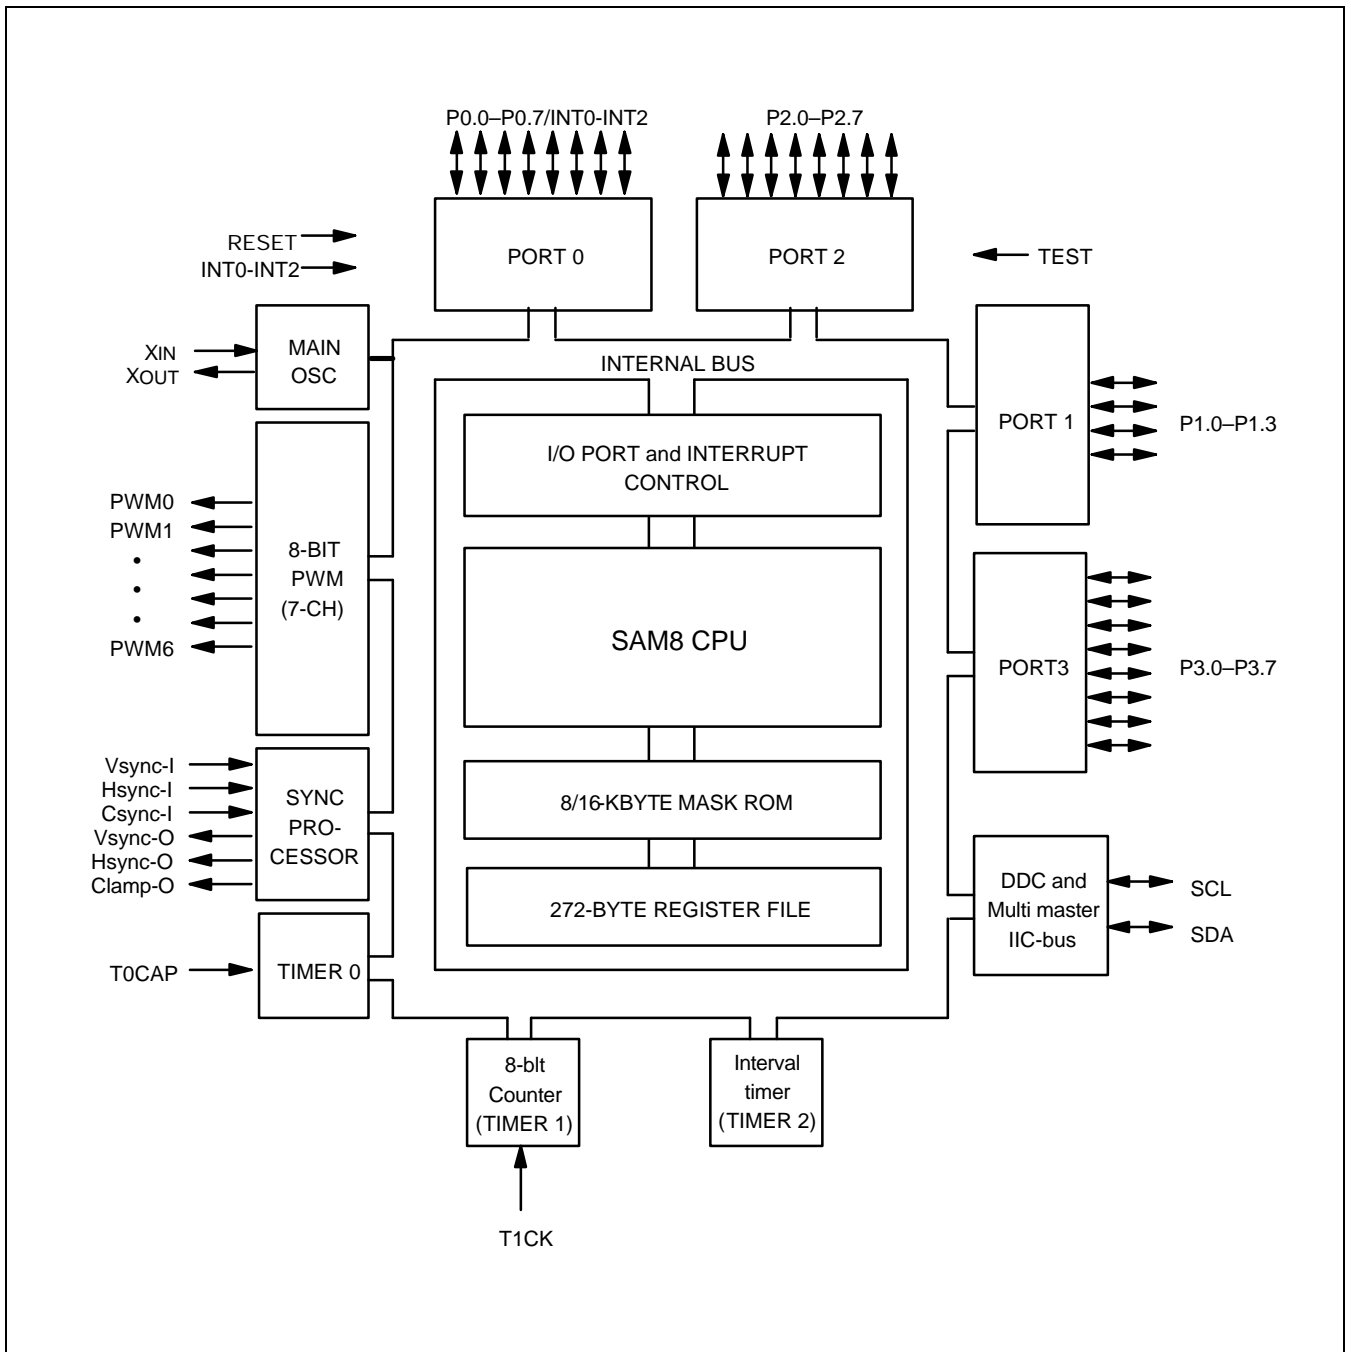 P0.0–P0.7/INT0-INT2
P2.0–P2.7
RESET
INT0-INT2
PORT 0
PORT 2
TEST
XIN
XOUT
MAIN
OSC
INTERNAL BUS
PORT 1
P1.0–P1.3
I/O PORT and INTERRUPT
CONTROL
PWM0
PWM1
•
•
•
PWM6
8-BIT
PWM
(7-CH)
SAM8 CPU
PORT3
P3.0–P3.7
Vsync-I
Hsync-I
Csync-I
Vsync-O
Hsync-O
Clamp-O
SYNC
PRO-
CESSOR
8/16-KBYTE MASK ROM
272-BYTE REGISTER FILE
DDC and
Multi master
IIC-bus
SCL
SDA
T0CAP
TIMER 0
8-blt
Counter
(TIMER 1)
Interval
timer
(TIMER 2)
T1CK